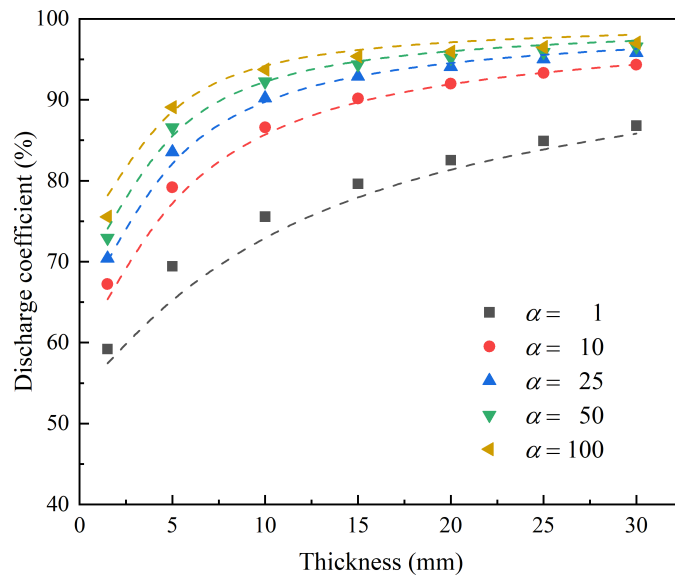 100
90
80
70
60
50
40
Discharge coefficient (%)
α = 1
α = 10
α = 25
α = 50
α = 100
0 5 10 15 20 25 30
Thickness (mm)